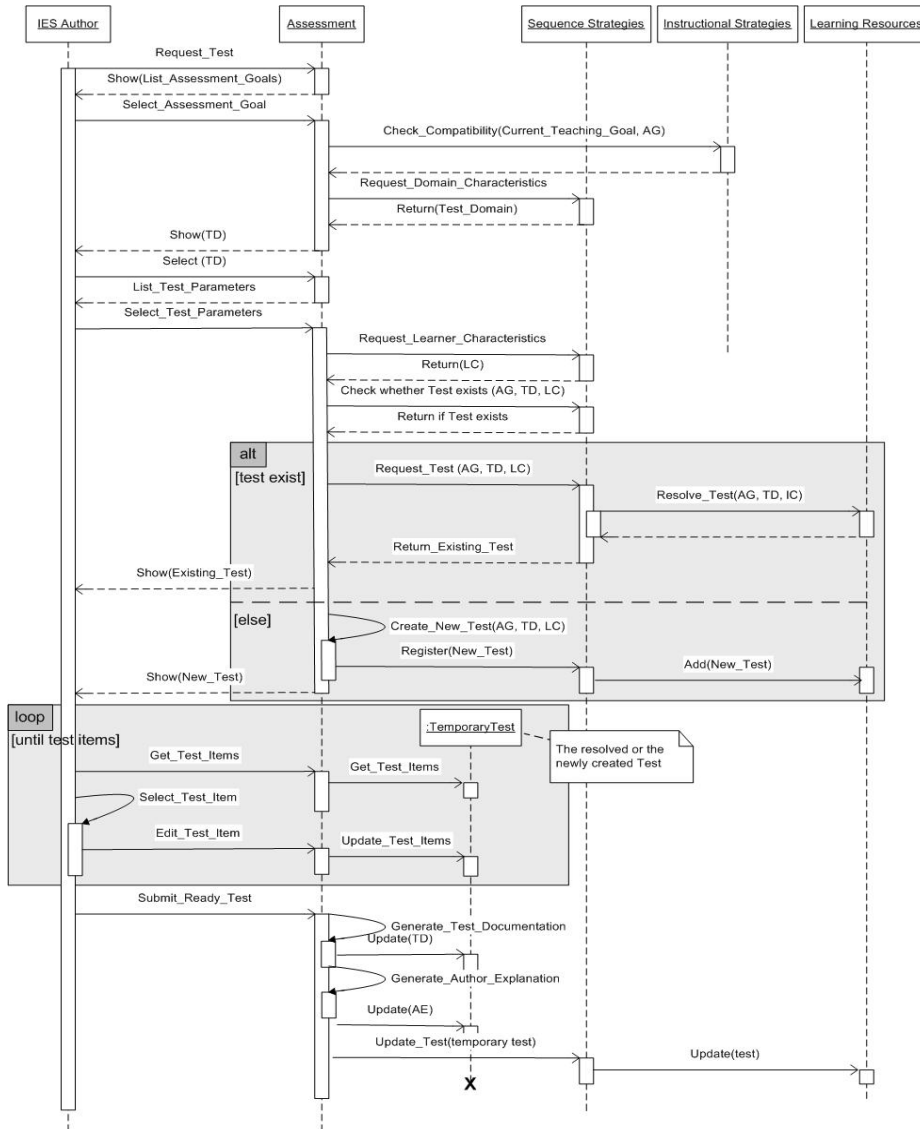 IES Author
Assessment
Sequence Strategies
Instructional Strategies
Learning Resources
Request_Test
Show(List_Assessment_Goals)
Select_Assessment_Goal
Check_Compatibility(Current_Teaching_Goal, AG)
Request_Domain_Characteristics
Return(Test_Domain)
Show(TD)
Select (TD)
List_Test_Parameters
Select_Test_Parameters
Request_Learner_Characteristics
Return(LC)
Check whether Test exists (AG, TD, LC)
Return if Test exists
alt
[test exist]
Request_Test (AG, TD, LC)
Resolve_Test(AG, TD, IC)
Return_Existing_Test
Show(Existing_Test)
[else]
Create_New_Test(AG, TD, LC)
Register(New_Test)
Add(New_Test)
Show(New_Test)
loop
[until test items]
:TemporaryTest
The resolved or the
newly created Test
Get_Test_Items
Get_Test_Items
Select_Test_Item
Edit_Test_Item
Update_Test_Items
Submit_Ready_Test
Generate_Test_Documentation
Update(TD)
Generate_Author_Explanation
Update(AE)
Update_Test(temporary test)
Update(test)
X